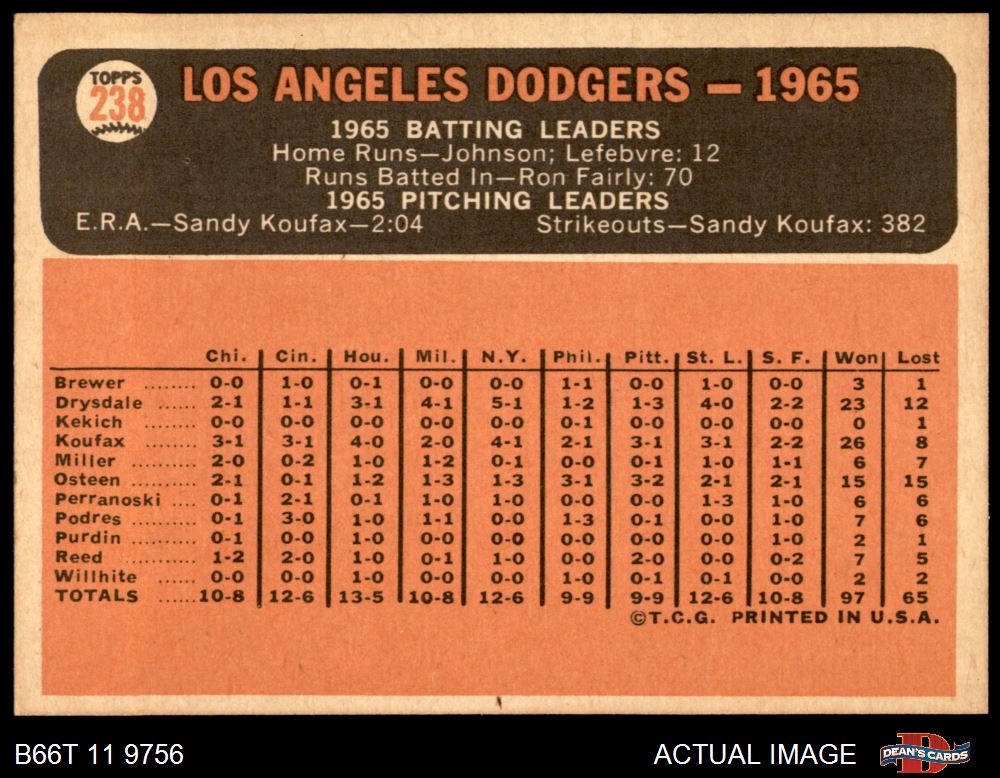 TOPPS
238
LOS ANGELES DODGERS — 1965
1965 BATTING LEADERS
Home Runs—Johnson; Lefebvre: 12
Runs Batted In—Ron Fairly: 70
1965 PITCHING LEADERS
E.R.A.—Sandy Koufax—2:04 Strikeouts—Sandy Koufax: 382
Chi. Cin. Hou. Mil. N.Y. Phil. Pitt. St. L. S. F. Won Lost
Brewer ........ 0-0 1-0 0-1 0-0 0-0 1-1 0-0 1-0 0-0 3 1
Drysdale ...... 2-1 1-1 3-1 4-1 5-1 1-2 1-3 4-0 2-2 23 12
Kekich ......... 0-0 0-0 0-0 0-0 0-0 0-1 0-0 0-0 0-0 0 1
Koufax ........ 3-1 3-1 4-0 2-0 4-1 2-1 3-1 3-1 2-2 26 8
Miller .......... 2-0 0-2 1-0 1-2 0-1 0-0 0-1 1-0 1-1 6 7
Osteen ......... 2-1 0-1 1-2 1-3 1-3 3-1 3-2 2-1 2-1 15 15
Perranoski .... 0-1 2-1 0-1 1-0 1-0 0-0 0-0 1-3 1-0 6 6
Podres ......... 0-1 3-0 1-0 1-1 0-0 1-3 0-1 0-0 1-0 7 6
Purdin ......... 0-1 0-0 1-0 0-0 0-0 0-0 0-0 0-0 1-0 2 1
Reed ........... 1-2 2-0 1-0 0-1 1-0 0-0 2-0 0-0 0-2 7 5
Willhite ...... 0-0 0-0 1-0 0-0 0-0 1-0 0-1 0-1 0-0 2 2
TOTALS ...... 10-8 12-6 13-5 10-8 12-6 9-9 9-9 12-6 10-8 97 65
©T.C.G. PRINTED IN U.S.A.
B66T 11 9756 ACTUAL IMAGE DEAN'S CARDS